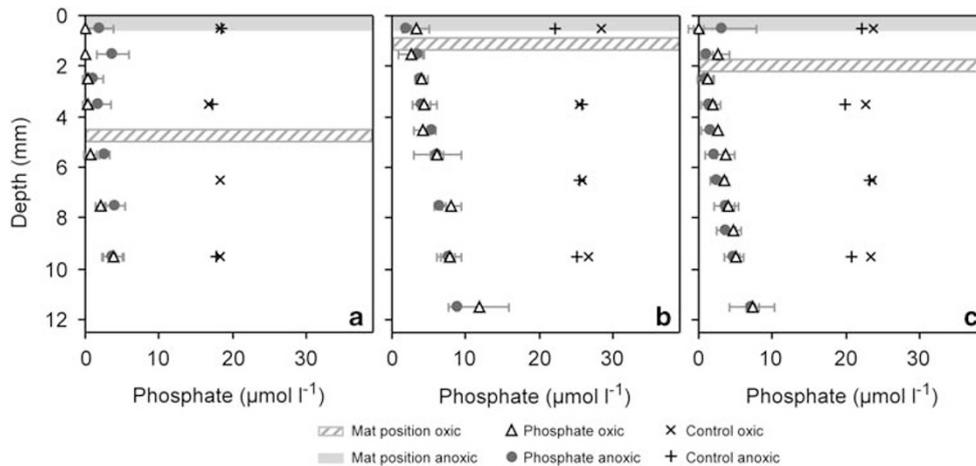 0
2
4
6
8
10
12
Depth (mm)
a
b
c
0 10 20 30
0 10 20 30
0 10 20 30
Phosphate (µmol l⁻¹)
Phosphate (µmol l⁻¹)
Phosphate (µmol l⁻¹)
Mat position oxic
Phosphate oxic
Control oxic
Mat position anoxic
Phosphate anoxic
Control anoxic